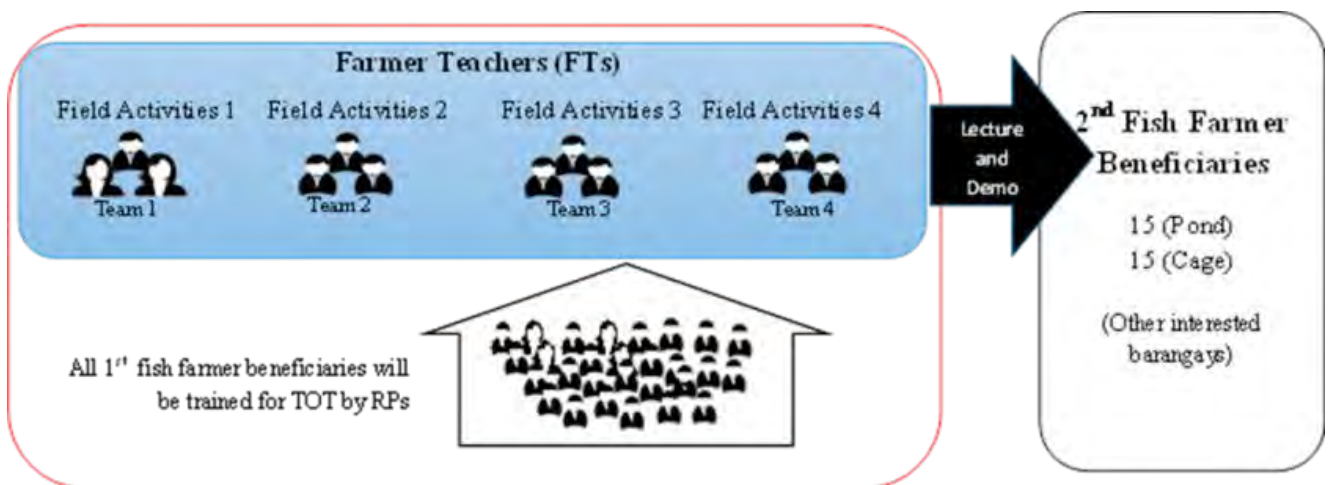 Farmer Teachers (FTs)
Field Activities 1
Field Activities 2
Field Activities 3
Field Activities 4
Team 1
Team 2
Team 3
Team 4
All 1st fish farmer beneficiaries will
be trained for TOT by RPs
Lecture
and
Demo
2nd Fish Farmer
Beneficiaries
15 (Pond)
15 (Cage)
(Other interested
barangays)